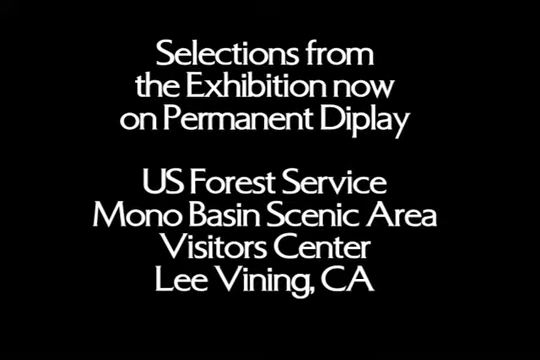 Selections from
the Exhibition now
on Permanent Diplay
US Forest Service
Mono Basin Scenic Area
Visitors Center
Lee Vining, CA